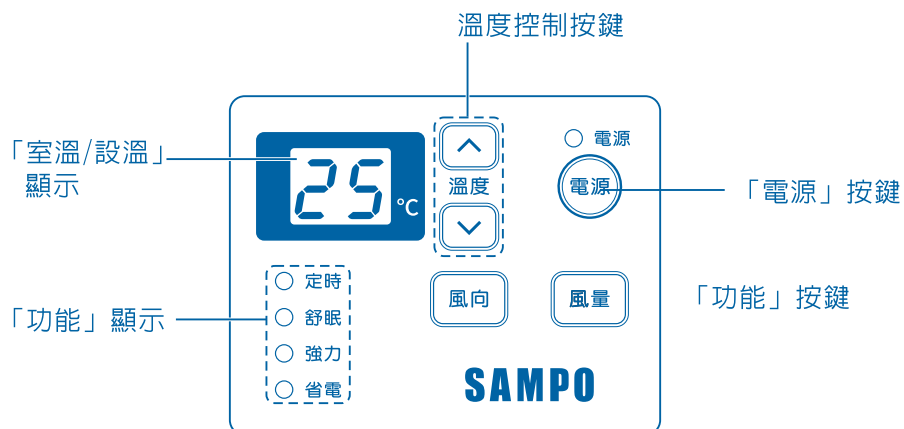 溫度控制按鍵
「室溫/設溫」
顯示
25
°C
溫度
電源
電源
「電源」按鍵
定時
舒眠
強力
省電
「功能」顯示
風向
風量
「功能」按鍵
SAMPO